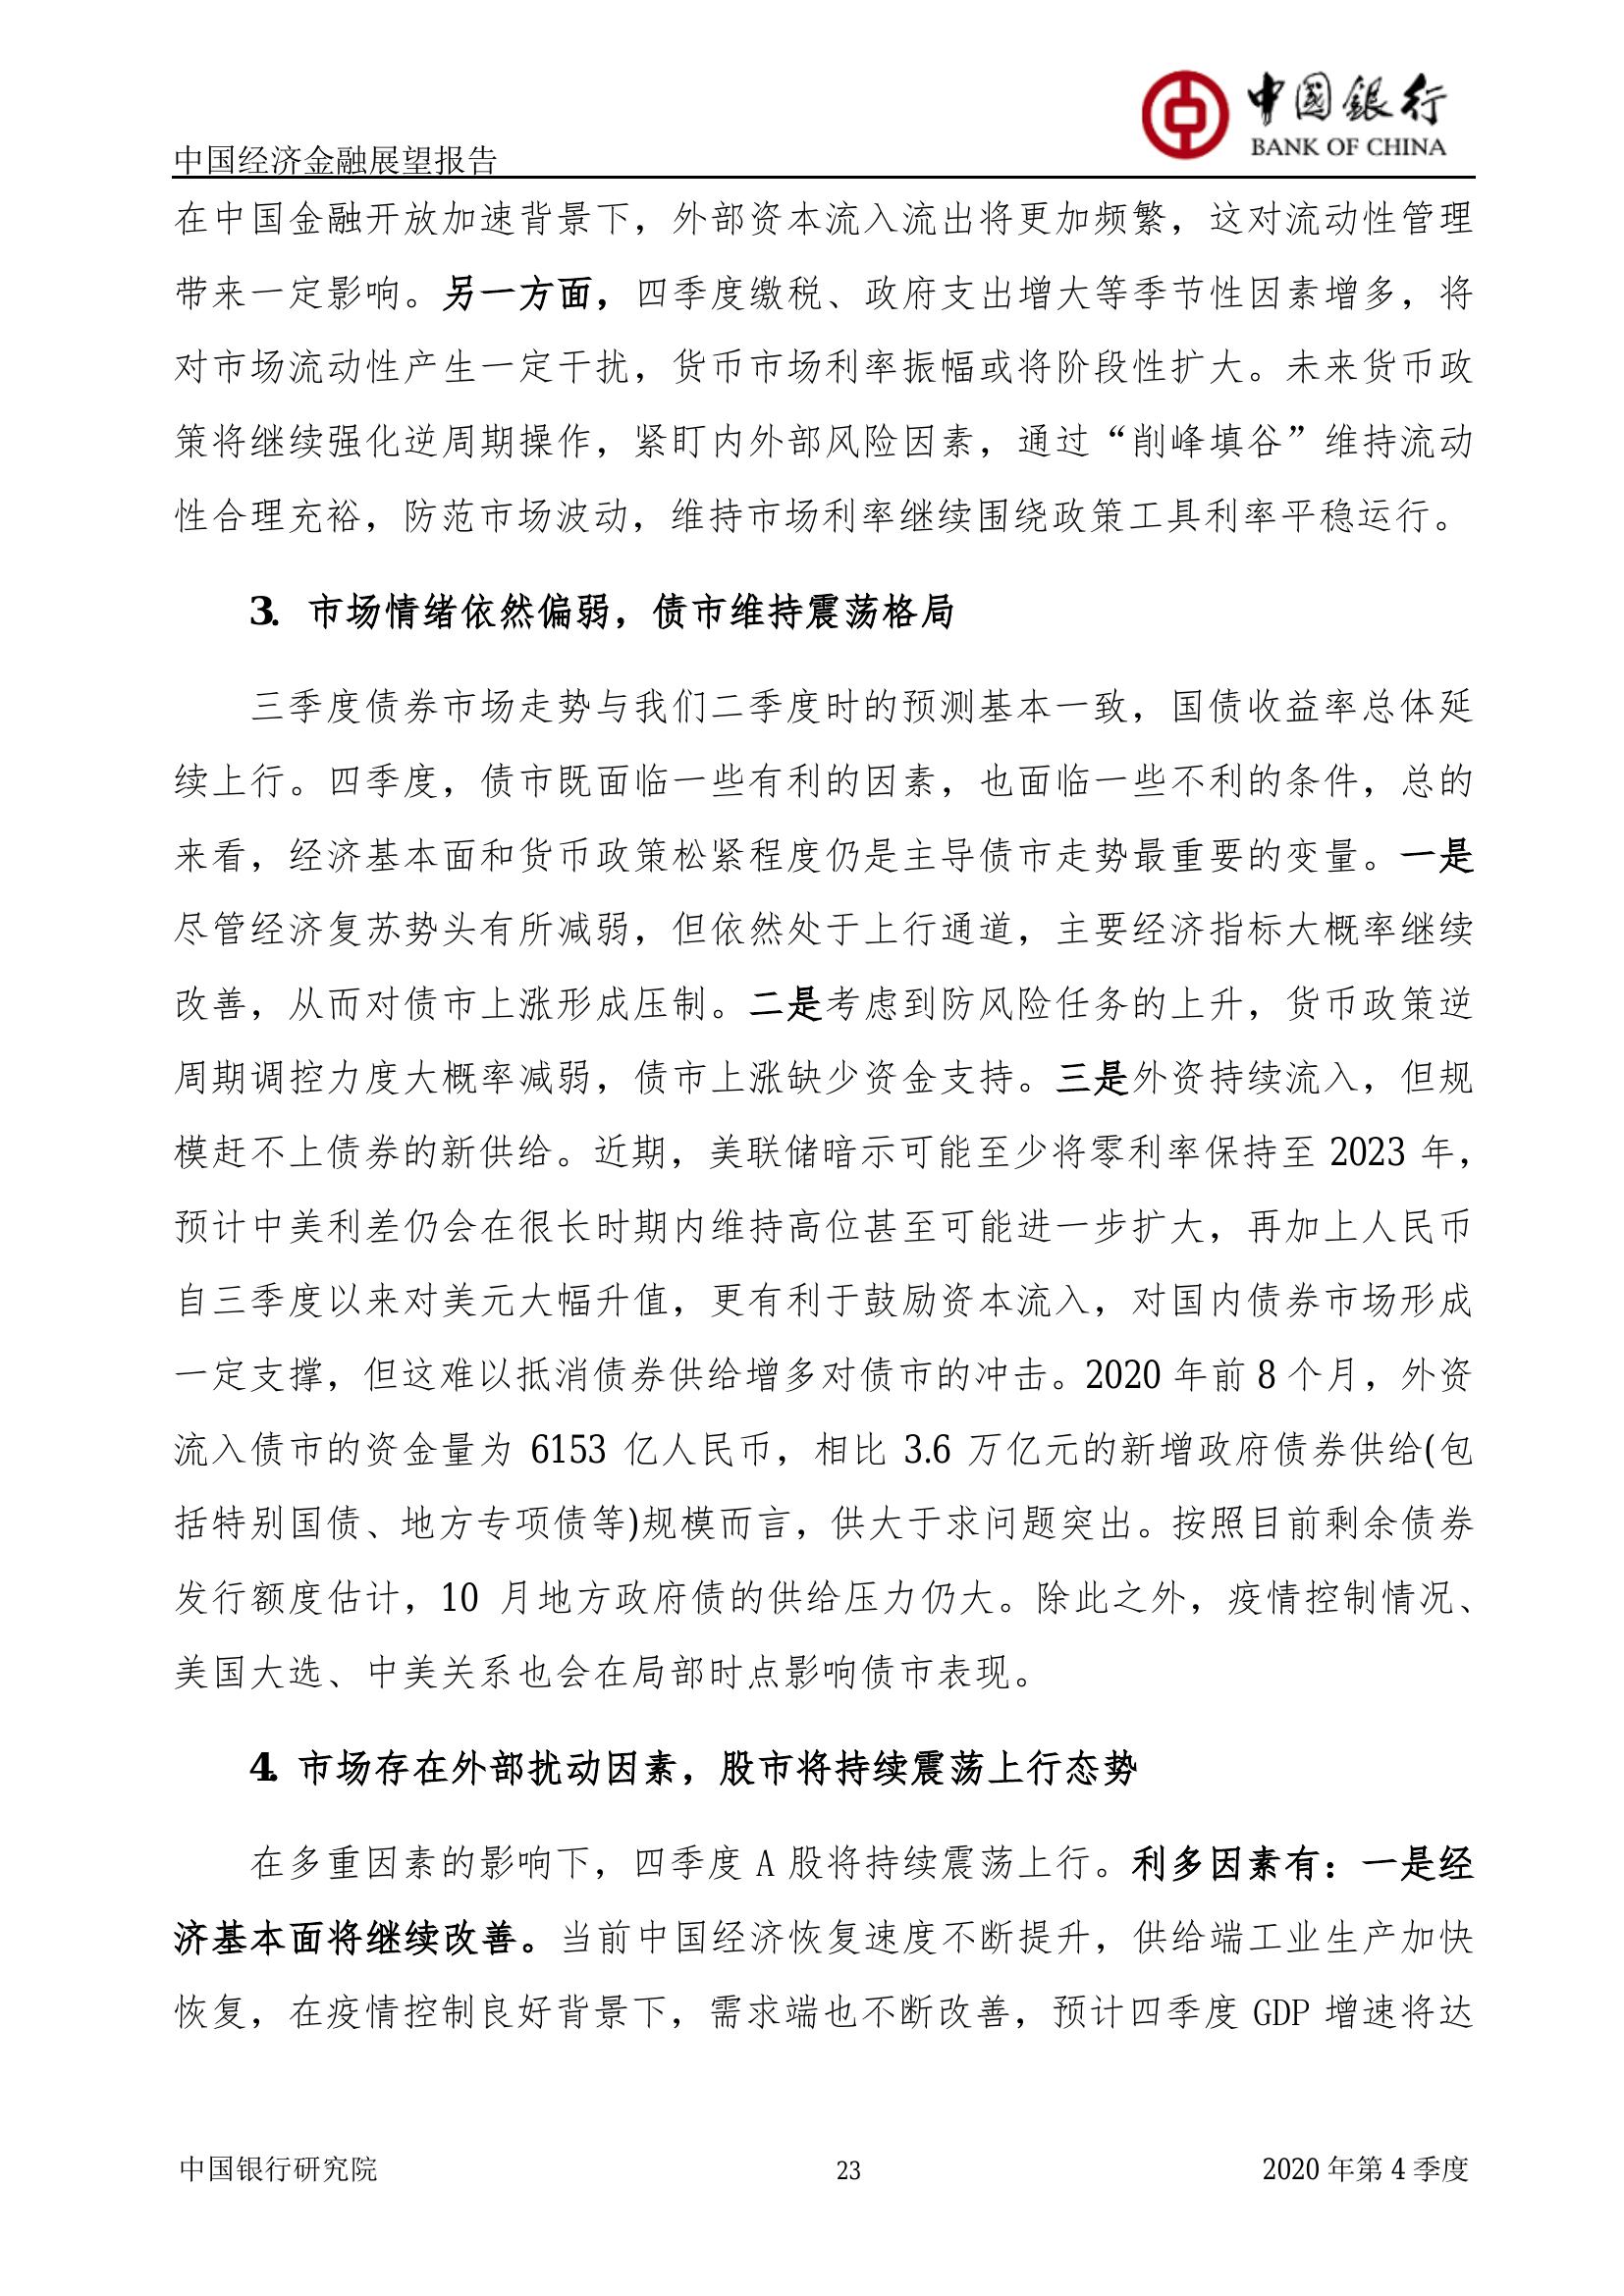 中国銀行
BANK OF CHINA
中国经济金融展望报告
在中国金融开放加速背景下，外部资本流入流出将更加频繁，这对流动性管理
带来一定影响。另一方面，四季度缴税、政府支出增大等季节性因素增多，将
对市场流动性产生一定干扰，货币市场利率振幅或将阶段性扩大。未来货币政
策将继续强化逆周期操作，紧盯内外部风险因素，通过“削峰填谷”维持流动
性合理充裕，防范市场波动，维持市场利率继续围绕政策工具利率平稳运行。
3. 市场情绪依然偏弱，债市维持震荡格局
三季度债券市场走势与我们二季度时的预测基本一致，国债收益率总体延
续上行。四季度，债市既面临一些有利的因素，也面临一些不利的条件，总的
来看，经济基本面和货币政策松紧程度仍是主导债市走势最重要的变量。一是
尽管经济复苏势头有所减弱，但依然处于上行通道，主要经济指标大概率继续
改善，从而对债市上涨形成压制。二是考虑到防风险任务的上升，货币政策逆
周期调控力度大概率减弱，债市上涨缺少资金支持。三是外资持续流入，但规
模赶不上债券的新供给。近期，美联储暗示可能至少将零利率保持至 2023 年，
预计中美利差仍会在很长时期内维持高位甚至可能进一步扩大，再加上人民币
自三季度以来对美元大幅升值，更有利于鼓励资本流入，对国内债券市场形成
一定支撑，但这难以抵消债券供给增多对债市的冲击。2020 年前 8 个月，外资
流入债市的资金量为 6153 亿人民币，相比 3.6 万亿元的新增政府债券供给(包
括特别国债、地方专项债等)规模而言，供大于求问题突出。按照目前剩余债券
发行额度估计，10 月地方政府债的供给压力仍大。除此之外，疫情控制情况、
美国大选、中美关系也会在局部时点影响债市表现。
4. 市场存在外部扰动因素，股市将持续震荡上行态势
在多重因素的影响下，四季度 A 股将持续震荡上行。利多因素有：一是经
济基本面将继续改善。当前中国经济恢复速度不断提升，供给端工业生产加快
恢复，在疫情控制良好背景下，需求端也不断改善，预计四季度 GDP 增速将达
中国银行研究院 23 2020 年第 4 季度